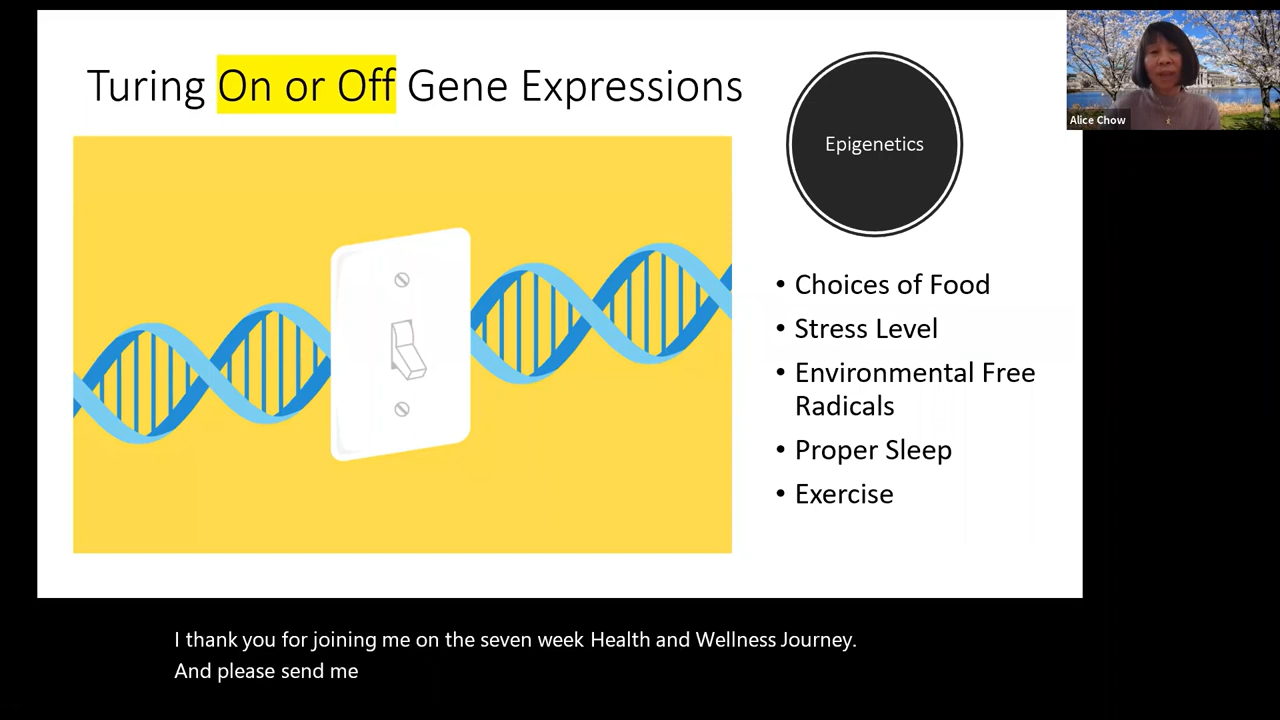 Turing On or Off Gene Expressions
Epigenetics
• Choices of Food
• Stress Level
• Environmental Free
Radicals
• Proper Sleep
• Exercise
Alice Chow
I thank you for joining me on the seven week Health and Wellness Journey.
And please send me